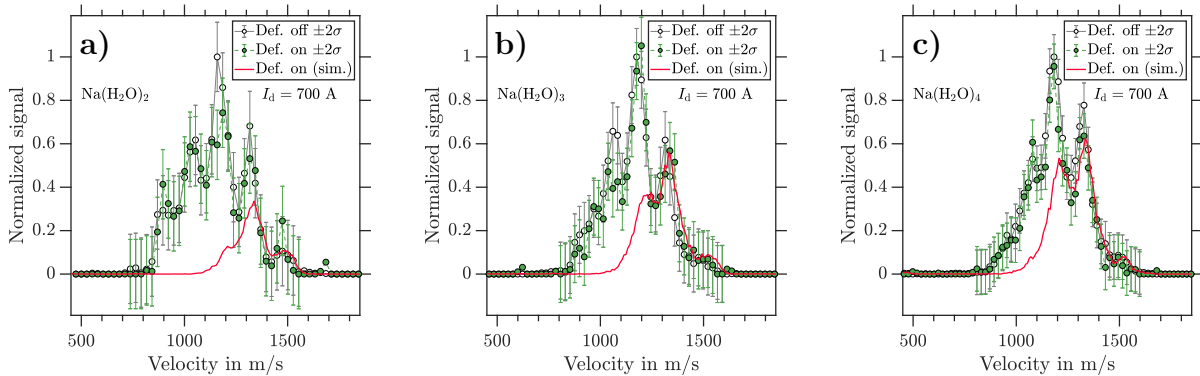 a)
Def. off ±2σ
Def. on ±2σ
Def. on (sim.)
Na(H₂O)₂
I_d = 700 A
Normalized signal
1
0.8
0.6
0.4
0.2
0
500
1000
1500
Velocity in m/s
b)
Def. off ±2σ
Def. on ±2σ
Def. on (sim.)
Na(H₂O)₃
I_d = 700 A
Normalized signal
1
0.8
0.6
0.4
0.2
0
500
1000
1500
Velocity in m/s
c)
Def. off ±2σ
Def. on ±2σ
Def. on (sim.)
Na(H₂O)₄
I_d = 700 A
Normalized signal
1
0.8
0.6
0.4
0.2
0
500
1000
1500
Velocity in m/s